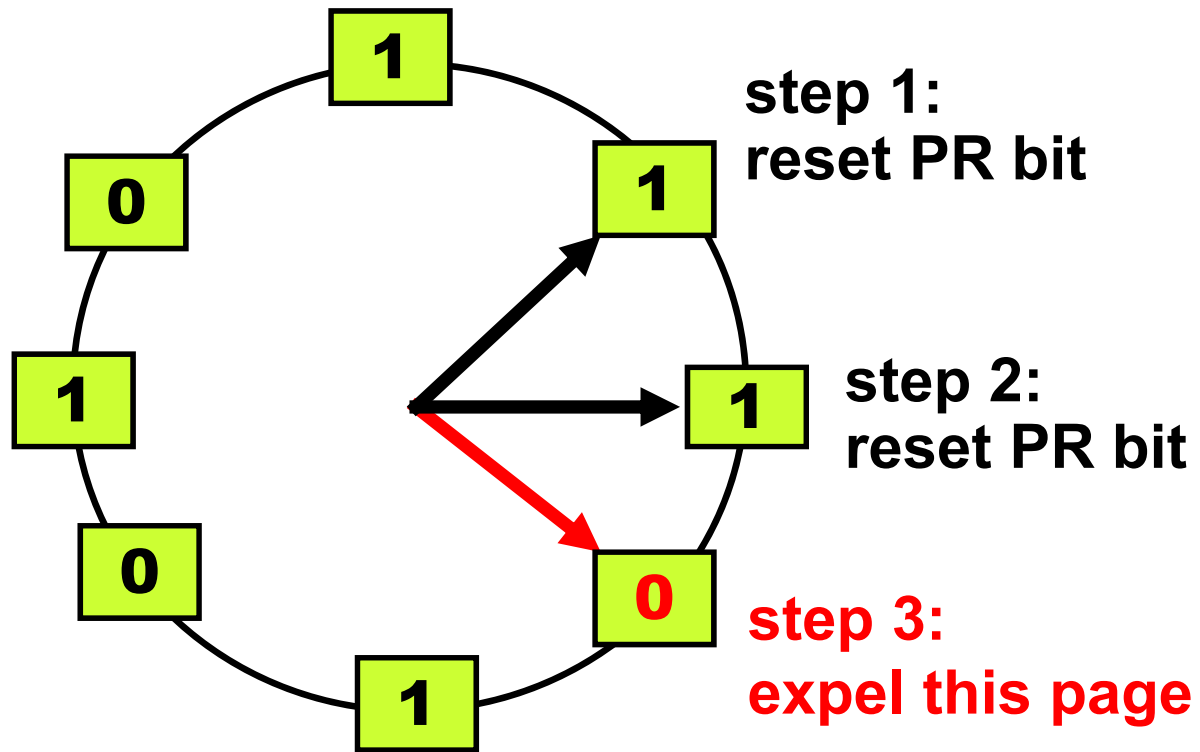 1
step 1:
reset PR bit
1
0
1
step 2:
reset PR bit
1
0
0
step 3:
expel this page
1